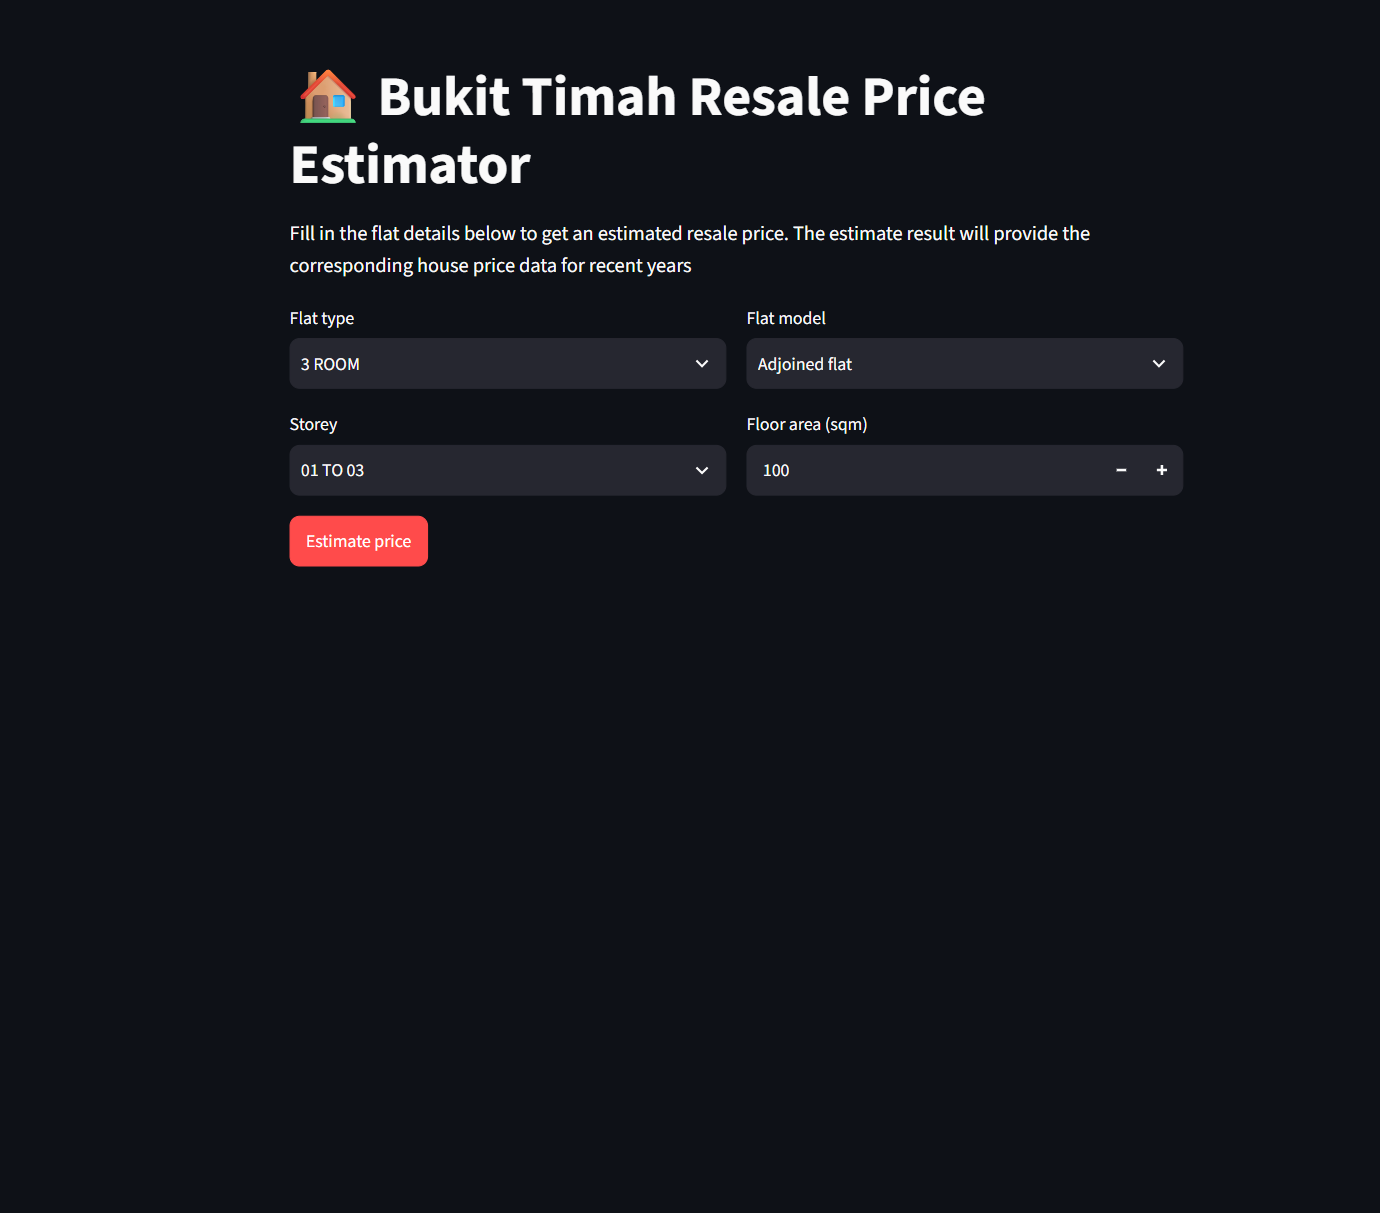 Bukit Timah Resale Price
Estimator
Fill in the flat details below to get an estimated resale price. The estimate result will provide the
corresponding house price data for recent years
Flat type
Flat model
3 ROOM
Adjoined flat
Storey
Floor area (sqm)
01 TO 03
100
Estimate price